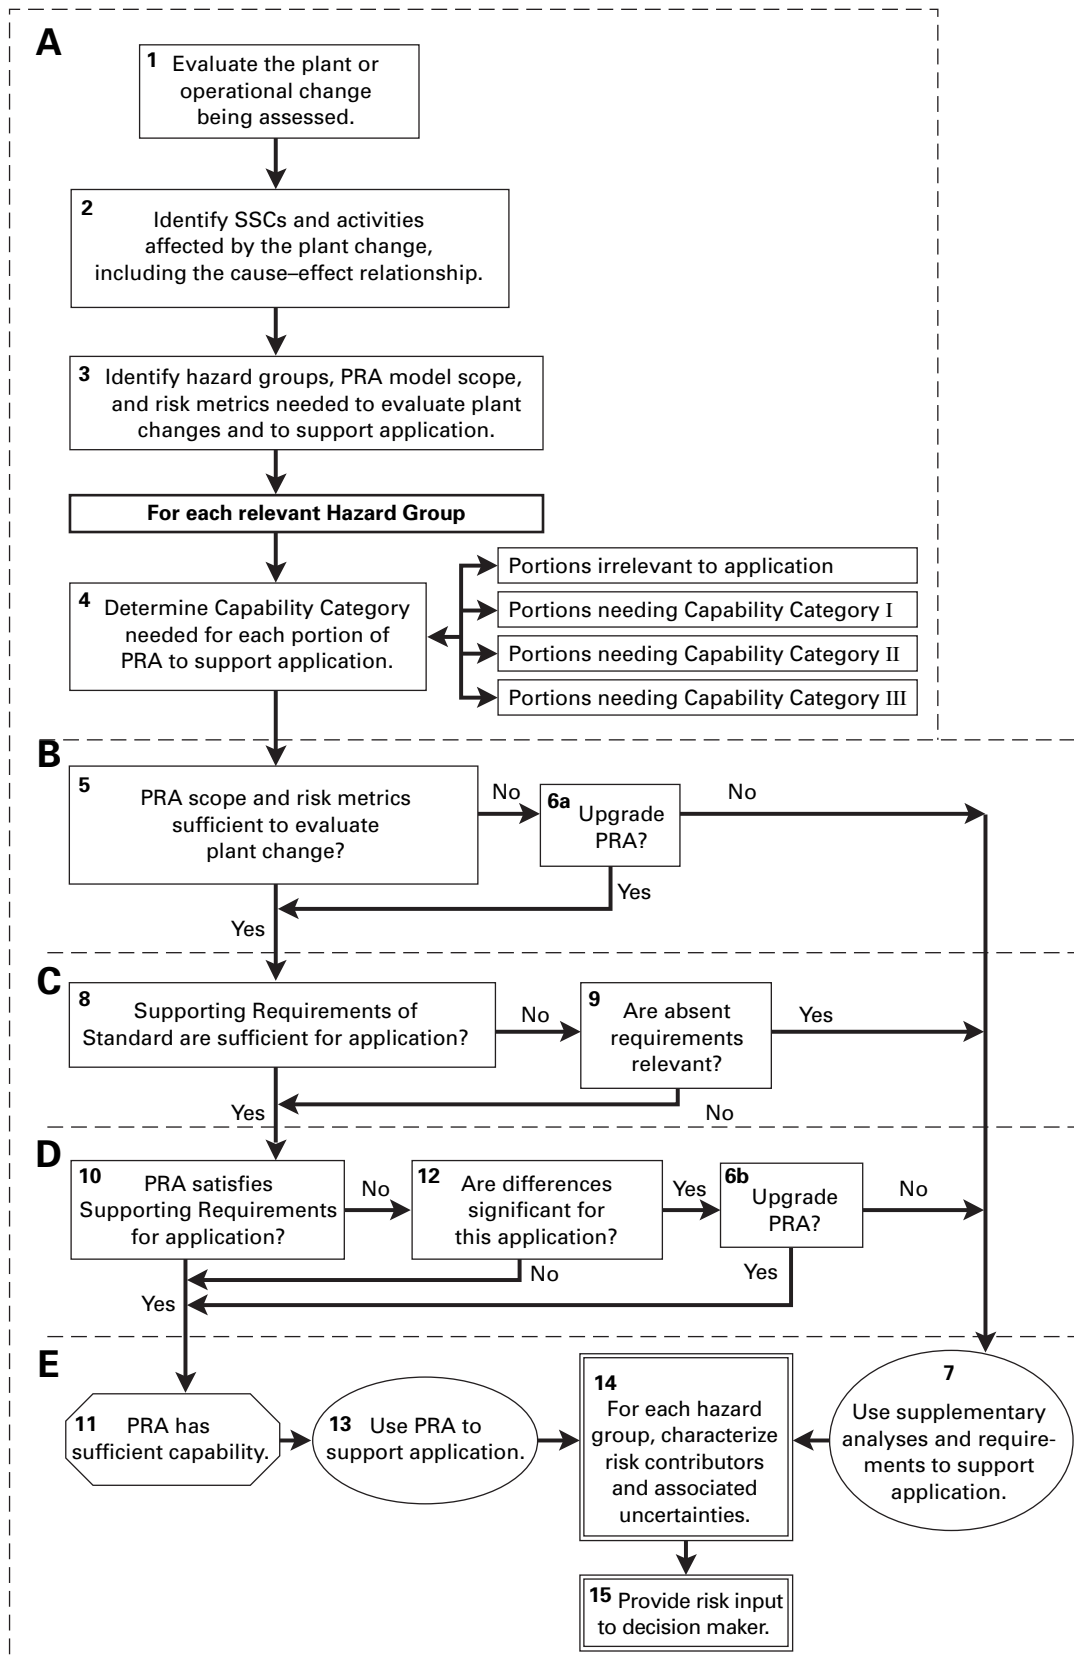 A
1 Evaluate the plant or
operational change
being assessed.
2
Identify SSCs and activities
affected by the plant change,
including the cause–effect relationship.
3 Identify hazard groups, PRA model scope,
and risk metrics needed to evaluate plant
changes and to support application.
For each relevant Hazard Group
4 Determine Capability Category
needed for each portion of
PRA to support application.
Portions irrelevant to application
Portions needing Capability Category I
Portions needing Capability Category II
Portions needing Capability Category III
B
5
PRA scope and risk metrics
sufficient to evaluate
plant change?
No
6a Upgrade
PRA?
No
Yes
Yes
C
8 Supporting Requirements of
Standard are sufficient for application?
No
9 Are absent
requirements
relevant?
Yes
Yes
No
D
10 PRA satisfies
Supporting Requirements
for application?
No
12 Are differences
significant for
this application?
Yes
6b Upgrade
PRA?
No
No
Yes
Yes
E
11 PRA has
sufficient capability.
13 Use PRA to
support application.
14
For each hazard
group, characterize
risk contributors
and associated
uncertainties.
7
Use supplementary
analyses and require-
ments to support
application.
15 Provide risk input
to decision maker.